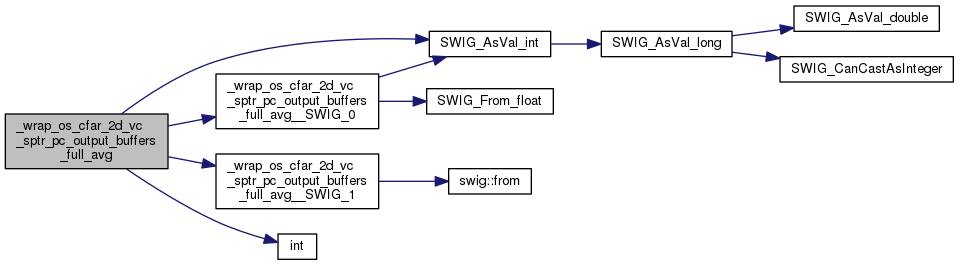 _wrap_os_cfar_2d_vc
_sptr_pc_output_buffers
_full_avg
_wrap_os_cfar_2d_vc
_sptr_pc_output_buffers
_full_avg__SWIG_0
_wrap_os_cfar_2d_vc
_sptr_pc_output_buffers
_full_avg__SWIG_1
int
SWIG_AsVal_int
SWIG_From_float
swig::from
SWIG_AsVal_long
SWIG_AsVal_double
SWIG_CanCastAsInteger